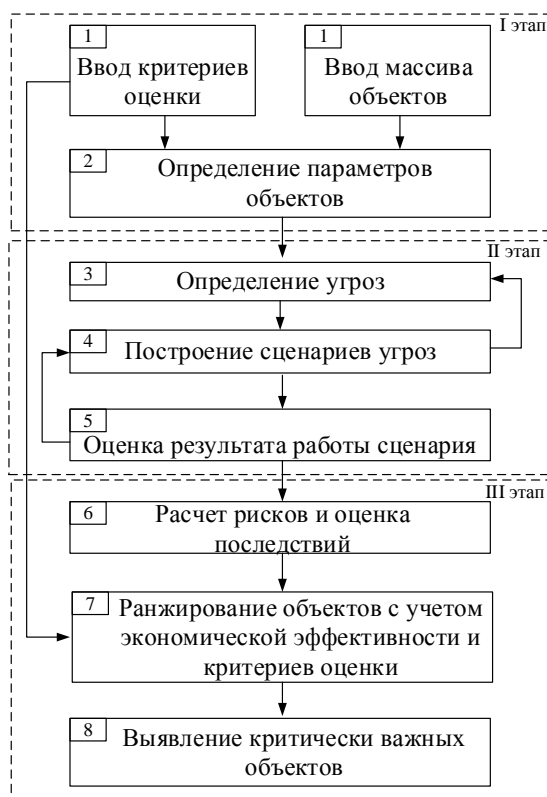 I этап
1
Ввод критериев
оценки
1
Ввод массива
объектов
2
Определение параметров
объектов
II этап
3
Определение угроз
4
Построение сценариев угроз
5
Оценка результата работы сценария
III этап
6
Расчет рисков и оценка
последствий
7
Ранжирование объектов с учетом
экономической эффективности и
критериев оценки
8
Выявление критически важных
объектов